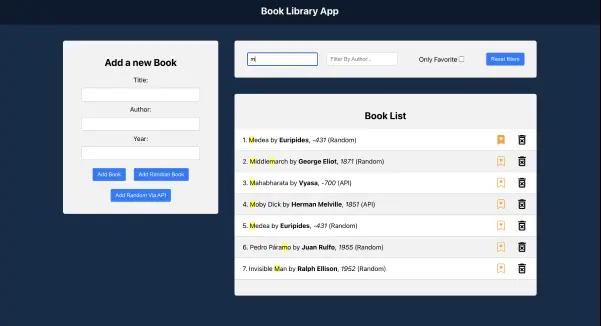 Book Library App
Add a new Book
Title:
Author:
Year:
Add Book
Add Random Book
Add Random Via API
m
Filter By Author...
Only Favorite
Reset filters
Book List
1. Medea by Euripides, -431 (Random)
2. Middlemarch by George Eliot, 1871 (Random)
3. Mahabharata by Vyasa, -700 (API)
4. Moby Dick by Herman Melville, 1851 (API)
5. Medea by Euripides, -431 (Random)
6. Pedro Páramo by Juan Rulfo, 1955 (Random)
7. Invisible Man by Ralph Ellison, 1952 (Random)